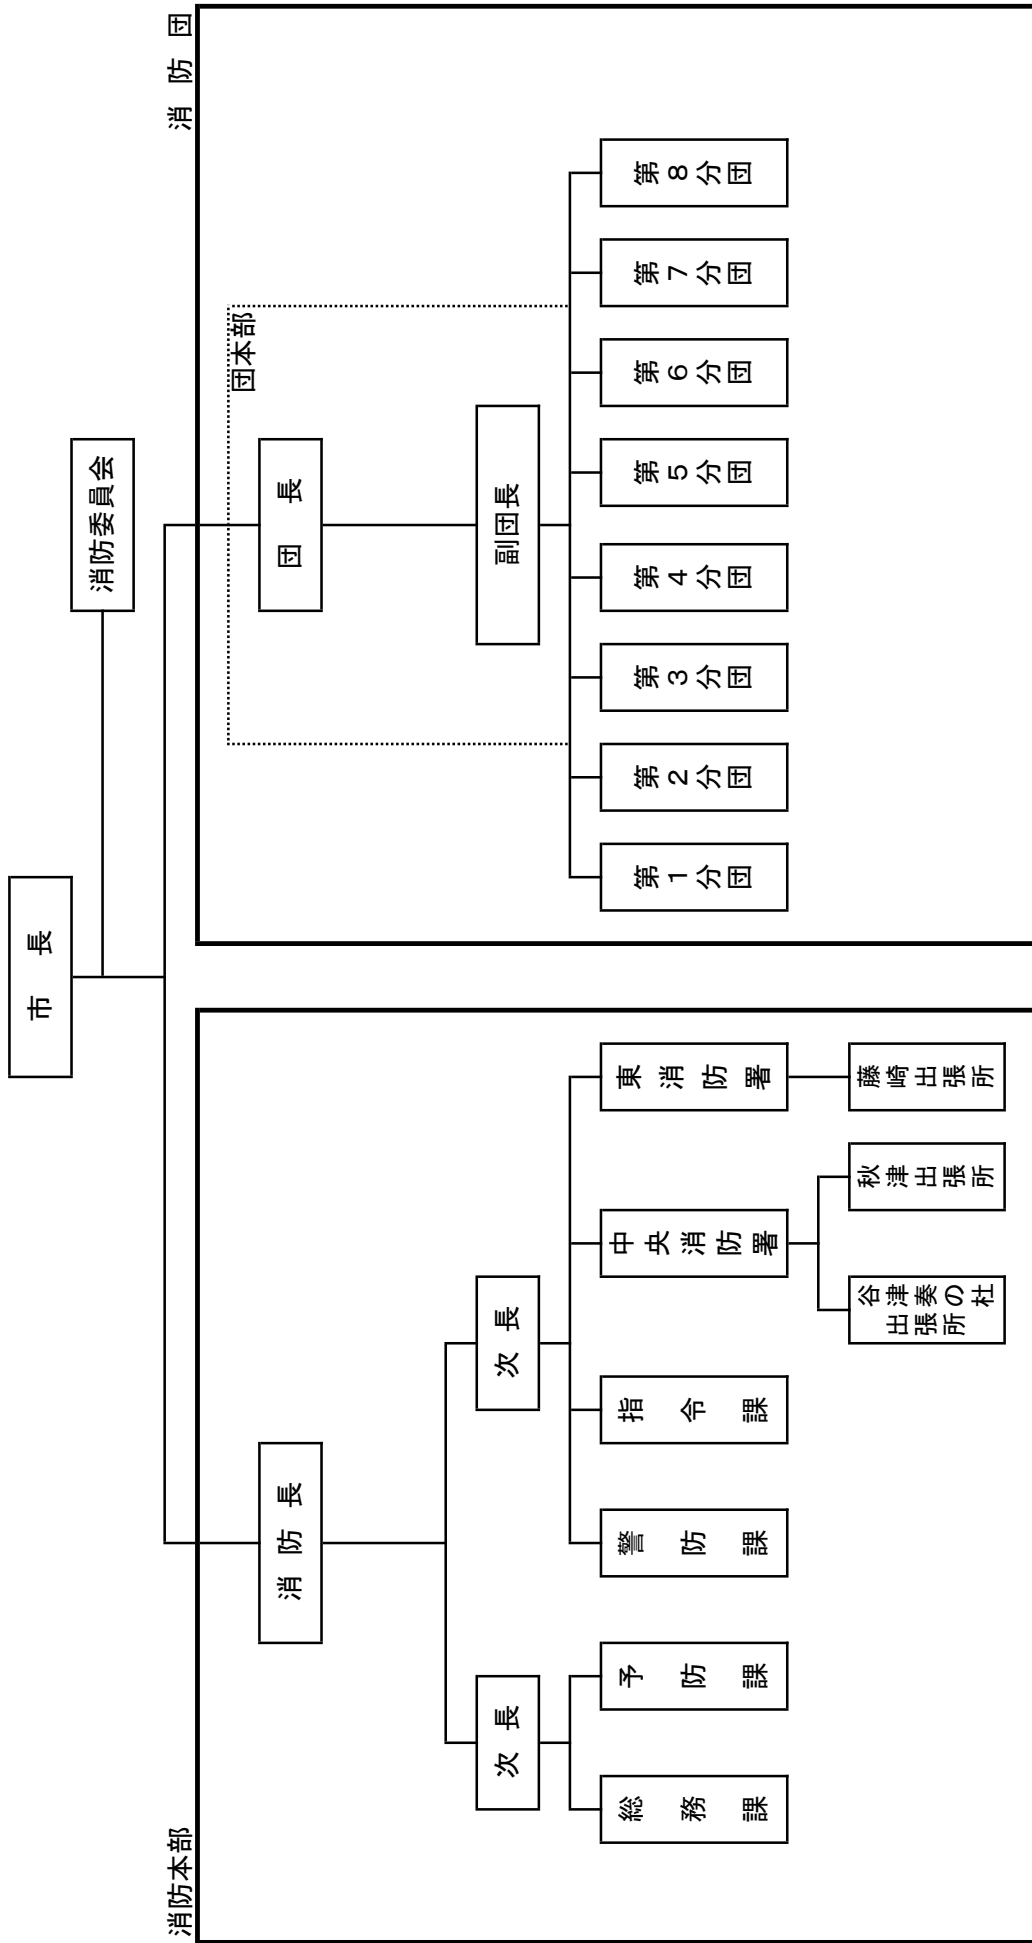 市長
消防委員会
消防本部
消防長
次長
次長
総務課
予防課
警防課
指令課
中央消防署
東消防署
谷津奏の杜
出張所
秋津出張所
藤崎出張所
消防団
団本部
団長
副団長
第1分団
第2分団
第3分団
第4分団
第5分団
第6分団
第7分団
第8分団